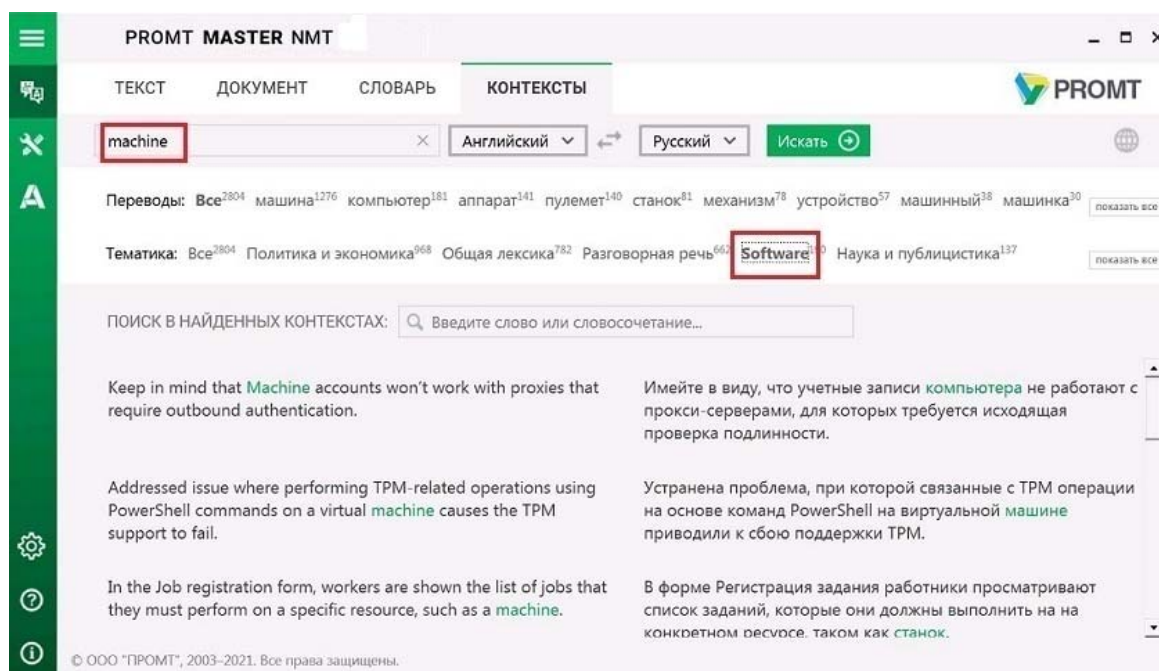 PROMT MASTER NMT
ТЕКСТ ДОКУМЕНТ СЛОВАРЬ КОНТЕКСТЫ PROMT
machine Английский Русский Искать
Переводы: Все2804 машина1276 компьютер181 аппарат141 пулемет140 станок81 механизм78 устройство57 машинный38 машинка30 показать все
Тематика: Все2804 Политика и экономика968 Общая лексика782 Разговорная речь Software Наука и публицистика137 показать все
ПОИСК В НАЙДЕННЫХ КОНТЕКСТАХ: Введите слово или словосочетание...
Keep in mind that Machine accounts won't work with proxies that
require outbound authentication.
Имейте в виду, что учетные записи компьютера не работают с
прокси-серверами, для которых требуется исходящая
проверка подлинности.
Addressed issue where performing TPM-related operations using
PowerShell commands on a virtual machine causes the TPM
support to fail.
Устранена проблема, при которой связанные с TPM операции
на основе команд PowerShell на виртуальной машине
приводили к сбою поддержки TPM.
In the Job registration form, workers are shown the list of jobs that
they must perform on a specific resource, such as a machine.
В форме Регистрация задания работники просматривают
список заданий, которые они должны выполнить на на
конкретном ресурсе, таком как станок.
© ООО "ПРОМТ", 2003–2021. Все права защищены.